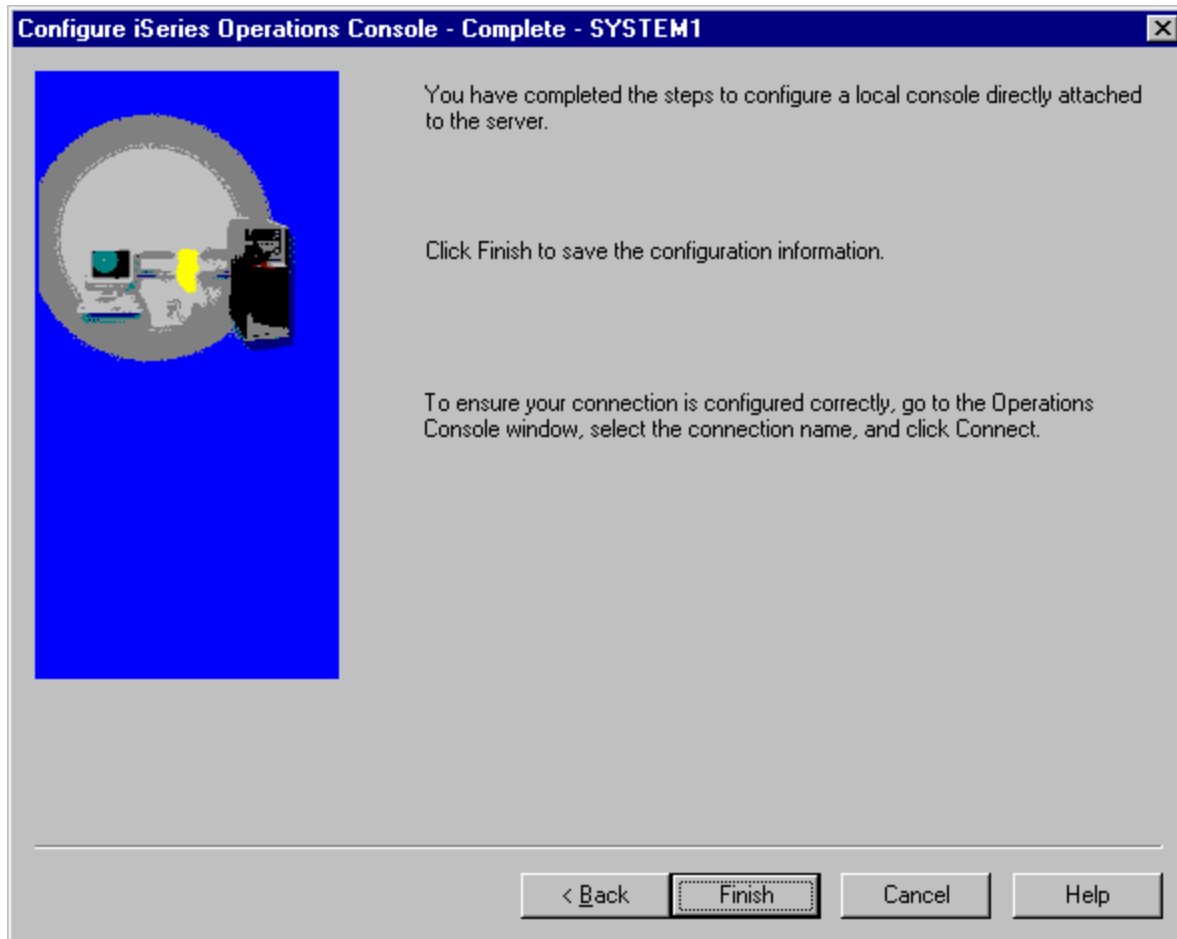 Configure iSeries Operations Console - Complete - SYSTEM1
You have completed the steps to configure a local console directly attached
to the server.
Click Finish to save the configuration information.
To ensure your connection is configured correctly, go to the Operations
Console window, select the connection name, and click Connect.
< Back
Finish
Cancel
Help